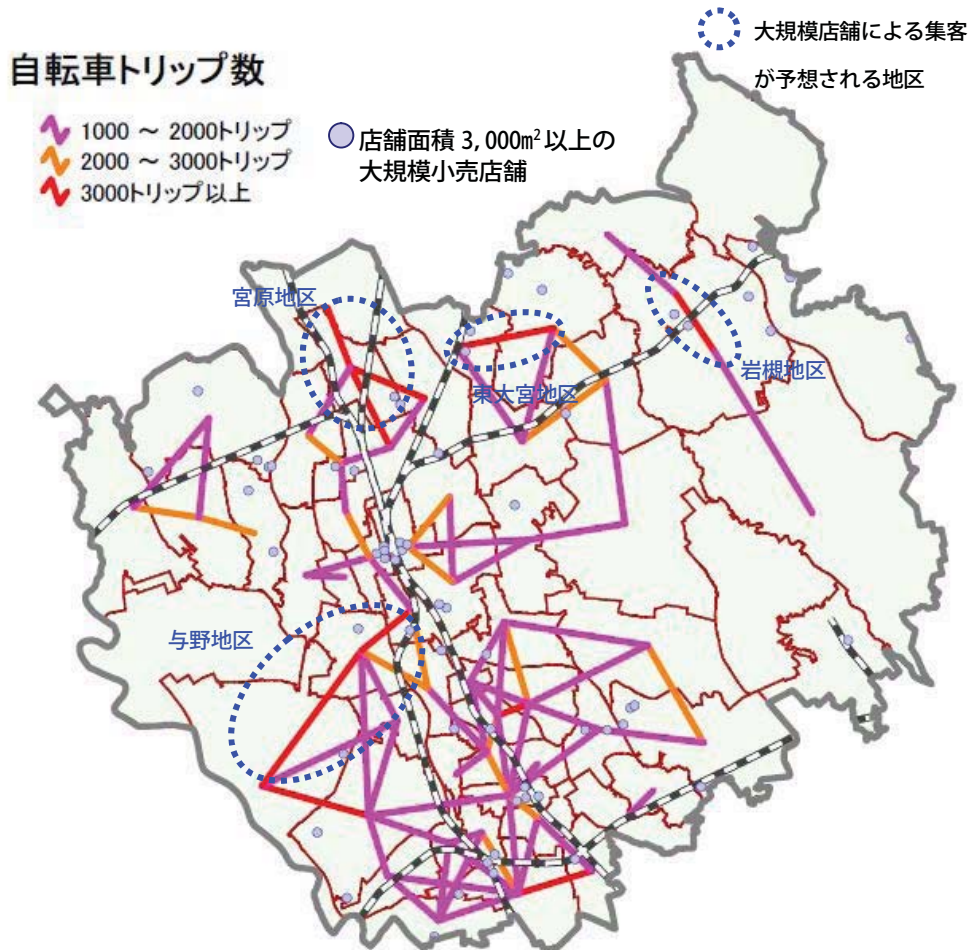 大規模店舗による集客
が予想される地区
自転車トリップ数
1000 ～ 2000トリップ
2000 ～ 3000トリップ
3000トリップ以上
店舗面積 3,000㎡以上の
大規模小売店舗
宮原地区
東大宮地区
岩槻地区
与野地区